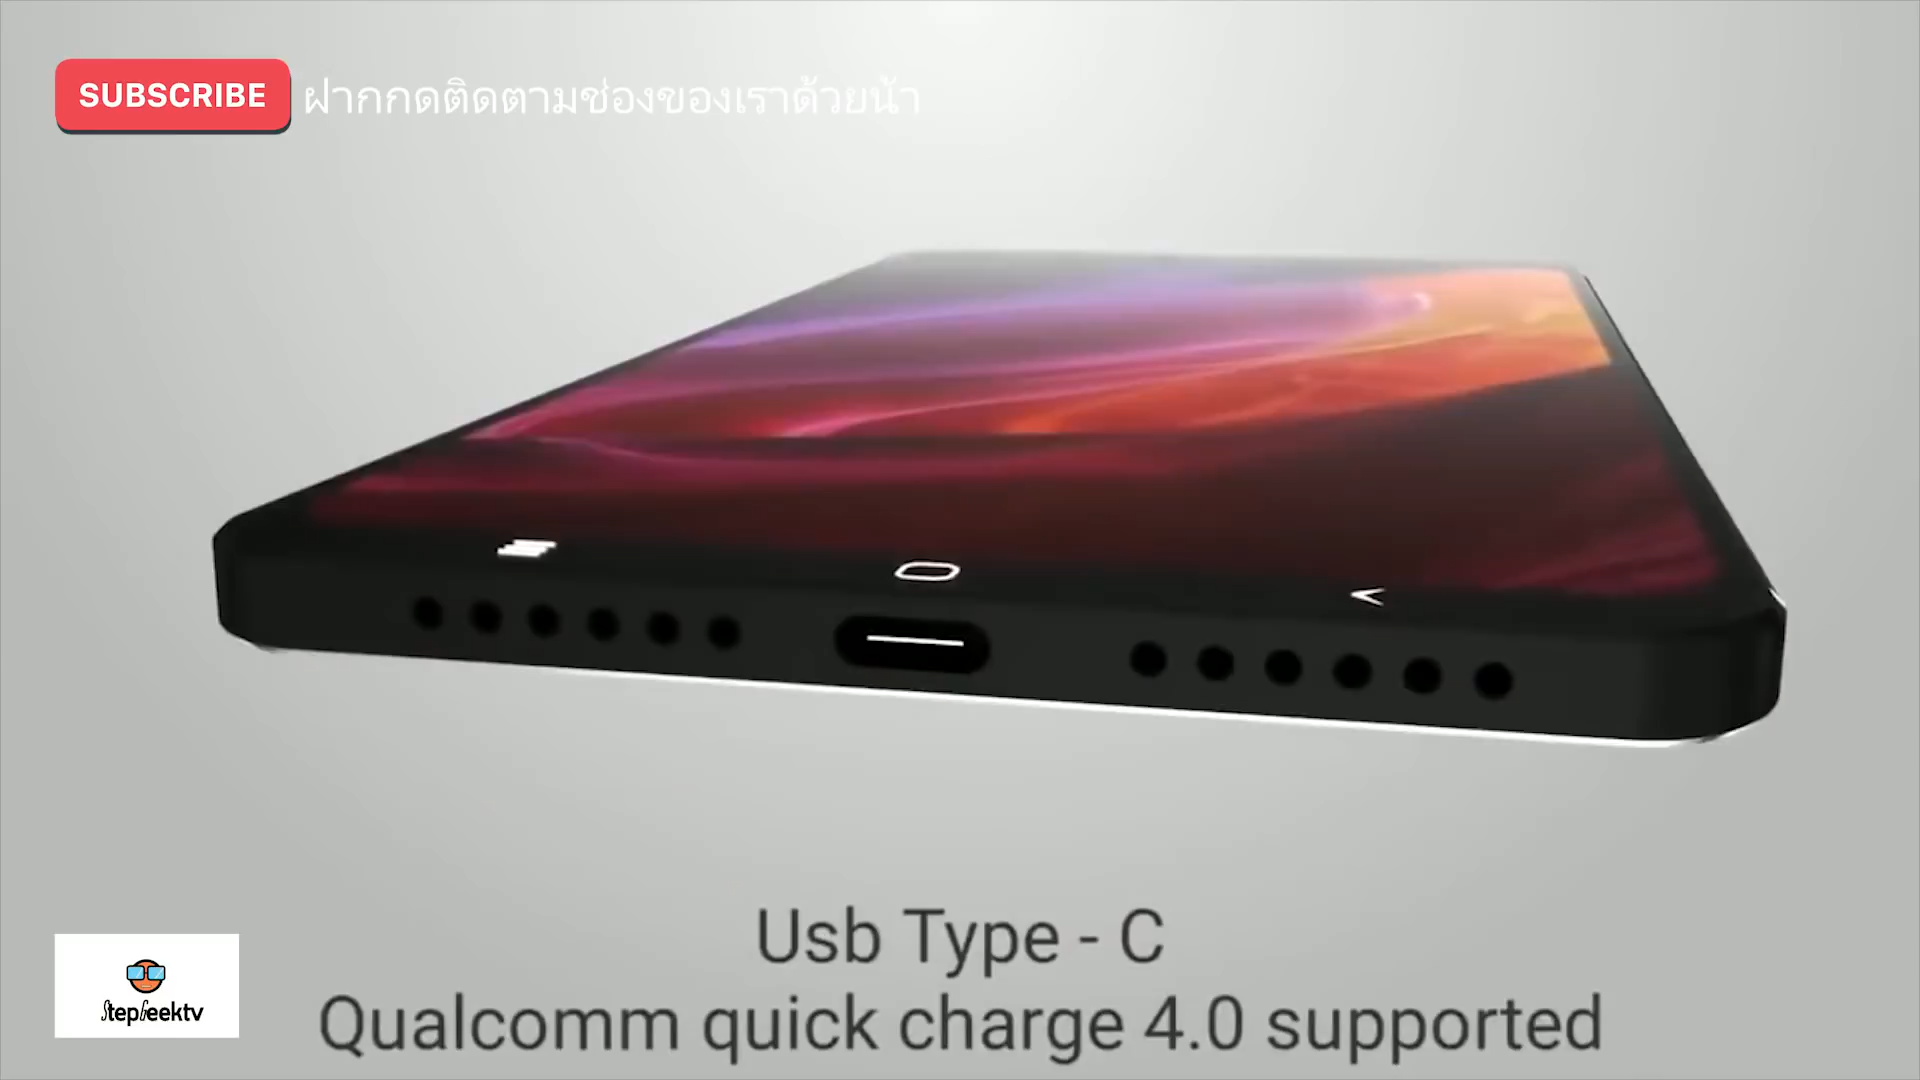 SUBSCRIBE ฝากกดติดตามช่องของเราด้วยน้า
Usb Type - C
Qualcomm quick charge 4.0 supported
StepGeektv